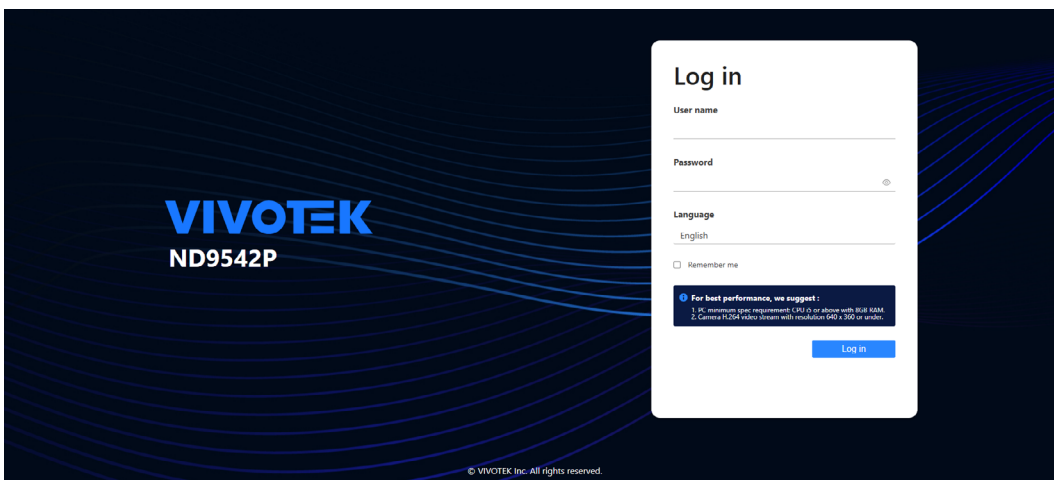 VIVOTEK
ND9542P
Log in
User name
Password
Language
English
Remember me
For best performance, we suggest :
1. PC minimum spec requirement: CPU i5 or above with 8GB RAM.
2. Camera H.264 video stream with resolution 640 x 360 or under.
Log in
© VIVOTEK Inc. All rights reserved.